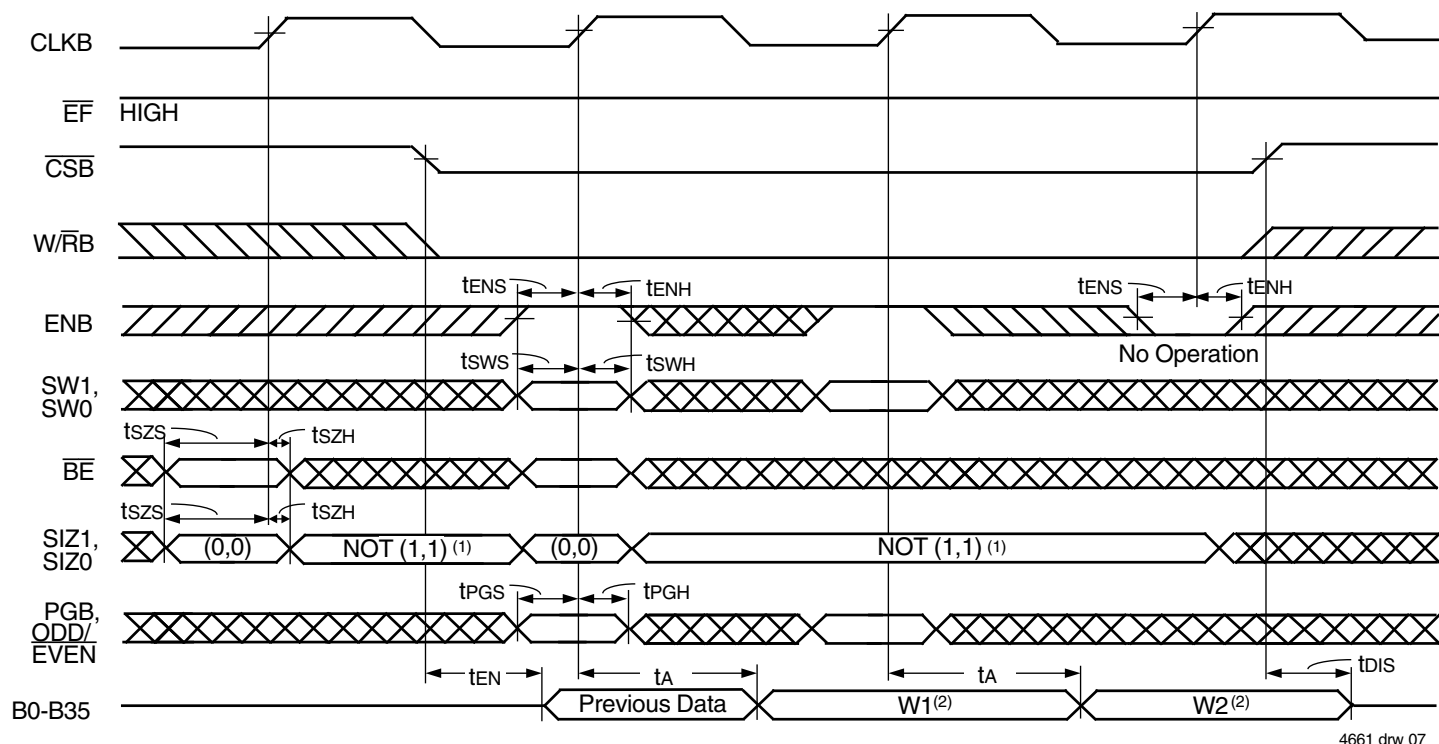 CLKB
EF HIGH
CSB
W/RB
tENS tENH tENS tENH
ENB
No Operation
tSWS tSWH
SW1,
SW0
tSZS tSZH
BE
tSZS tSZH
SIZ1,
SIZ0
(0,0) NOT (1,1) (1) (0,0) NOT (1,1) (1)
tPGS tPGH
PGB,
ODD/
EVEN
tEN tA tA tDIS
B0-B35 Previous Data W1(2) W2(2)
4661 drw 07